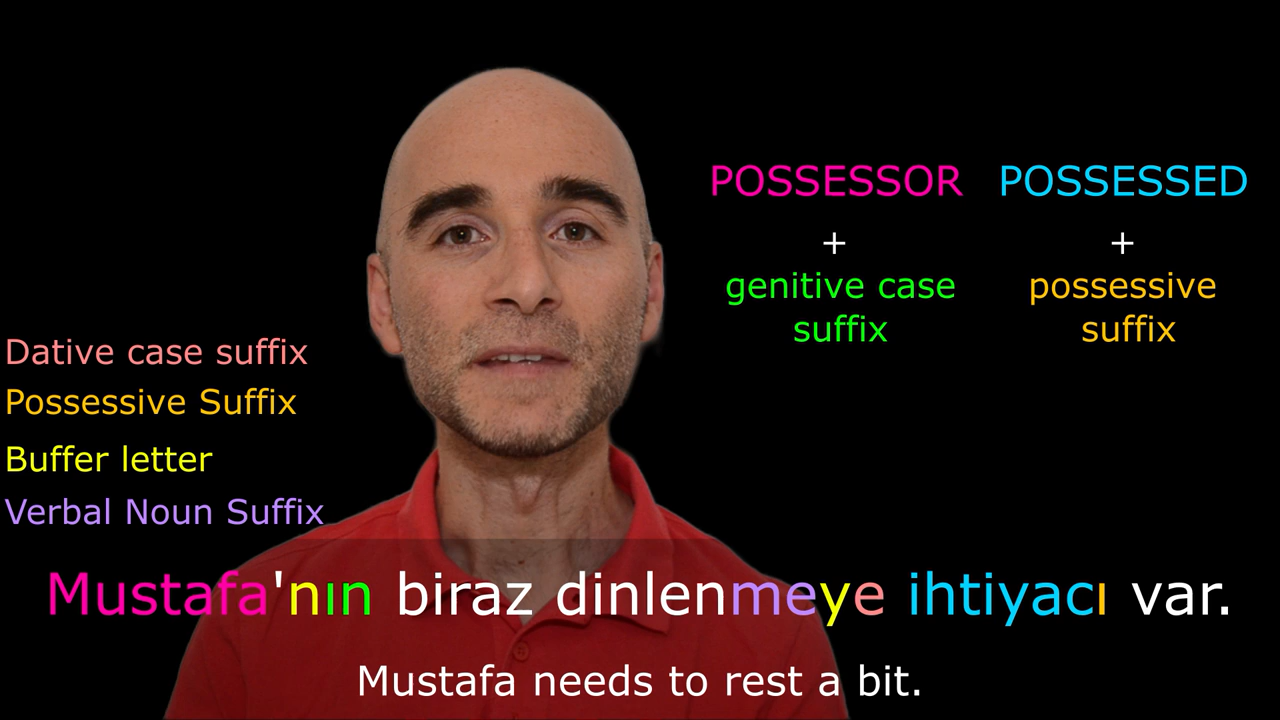 POSSESSOR POSSESSED
+ +
genitive case possessive
suffix suffix
Dative case suffix
Possessive Suffix
Buffer letter
Verbal Noun Suffix
Mustafa'nın biraz dinlenmeye ihtiyacı var.
Mustafa needs to rest a bit.